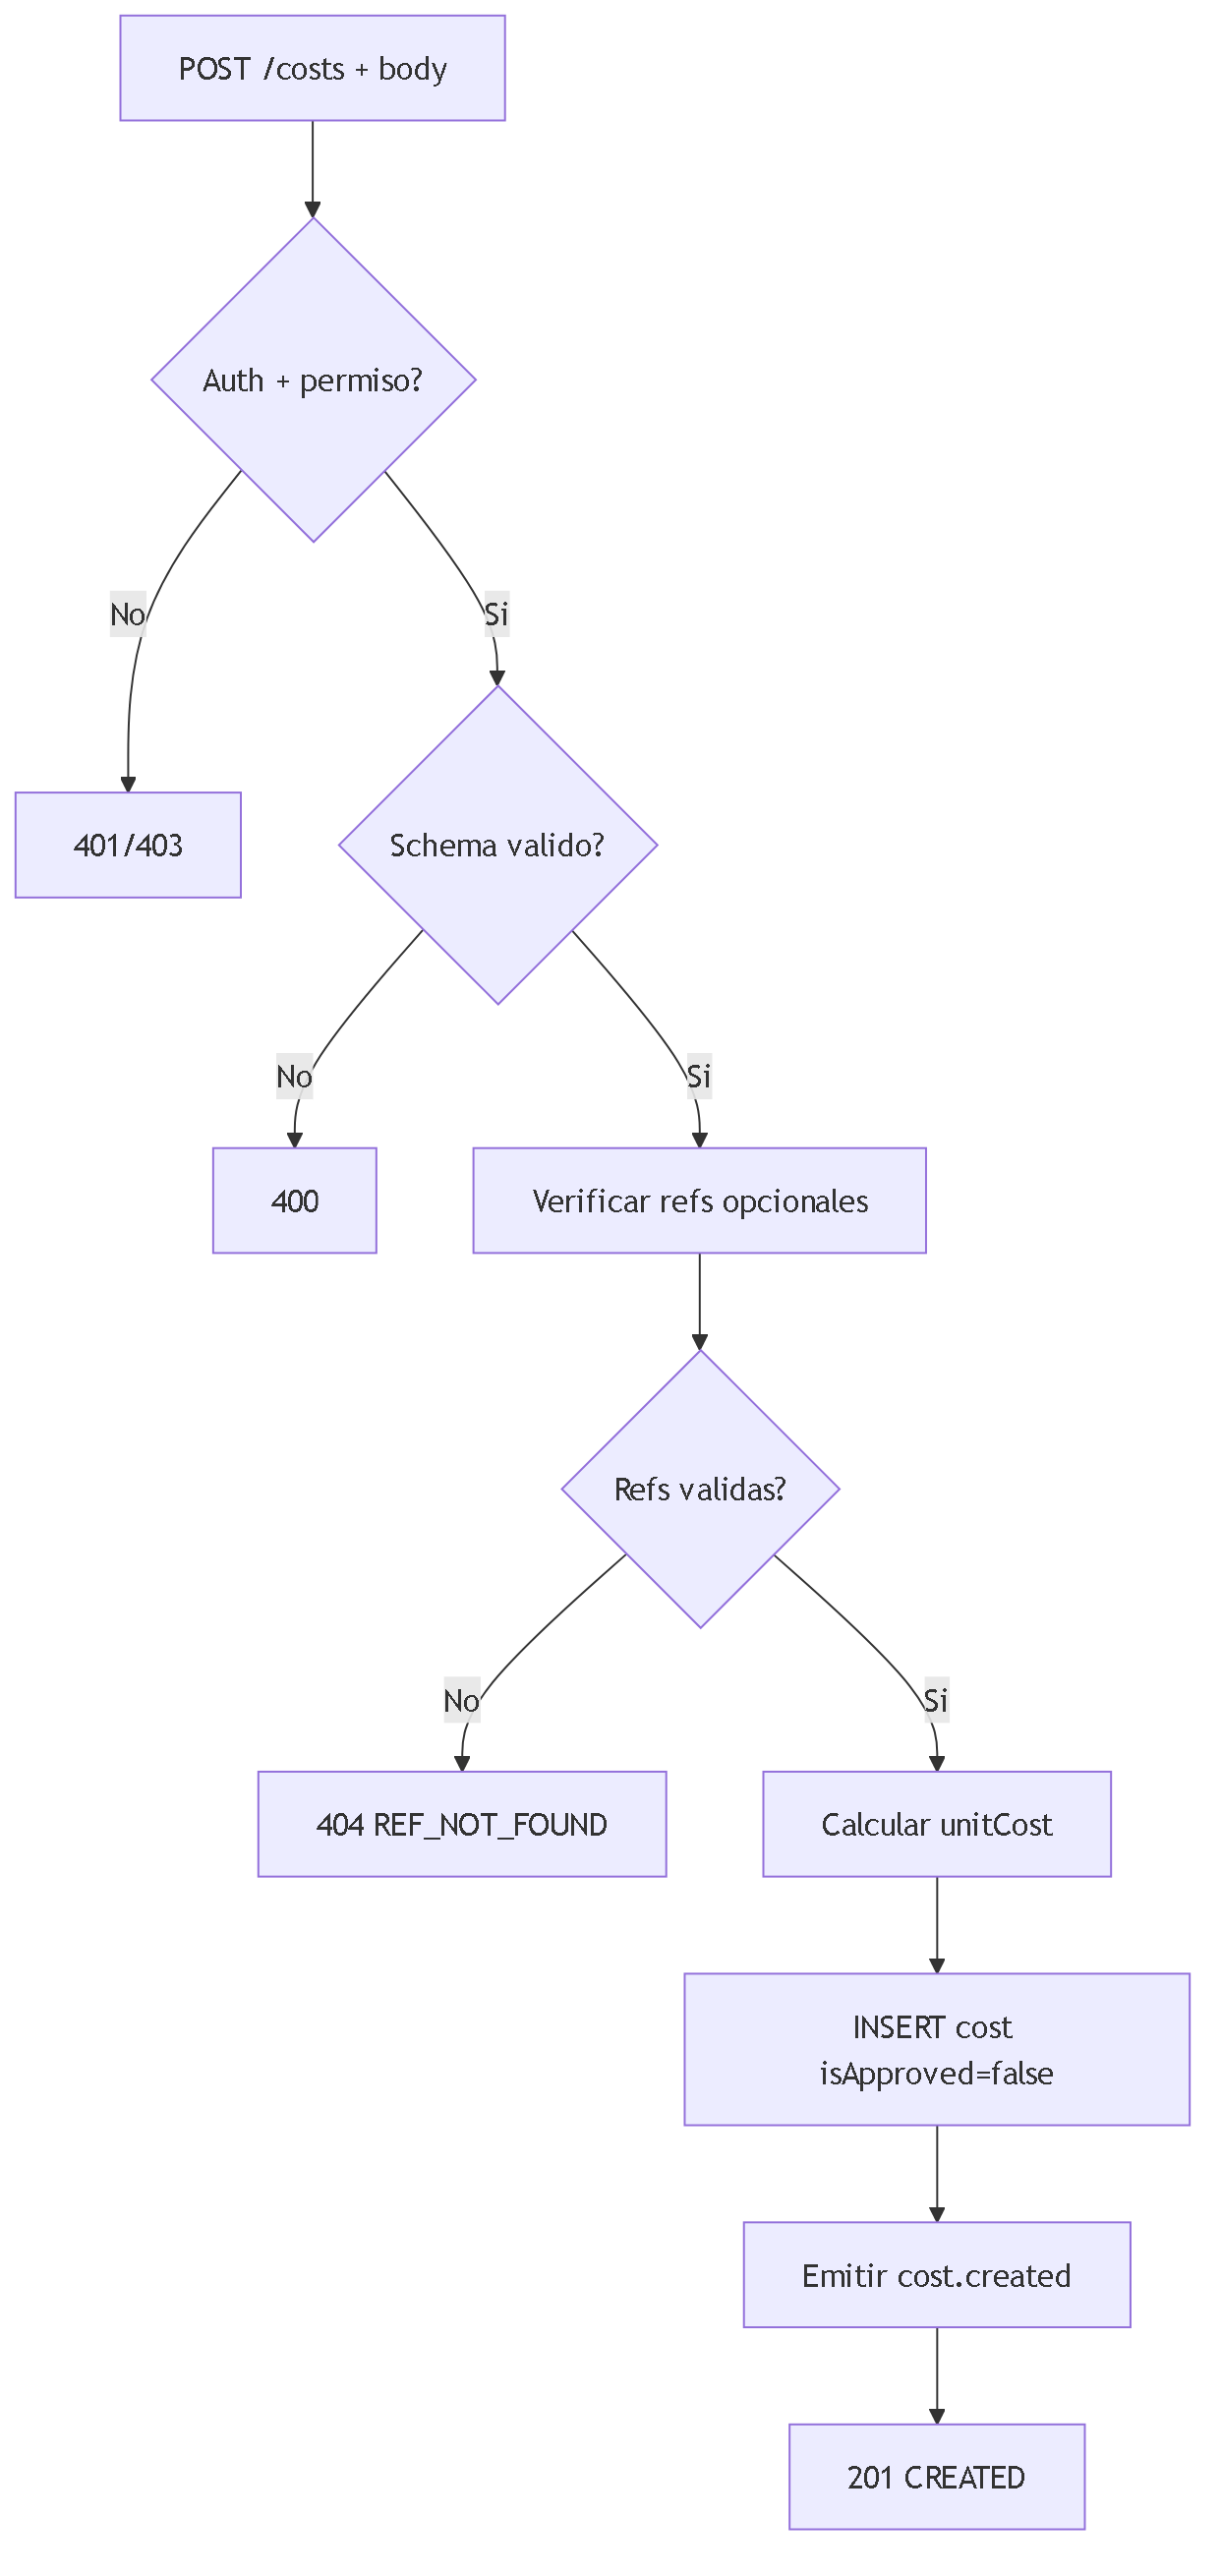 POST /costs + body
Auth + permiso?
No
Si
401/403
Schema valido?
No
Si
400
Verificar refs opcionales
Refs validas?
No
Si
404 REF_NOT_FOUND
Calcular unitCost
INSERT cost
isApproved=false
Emitir cost.created
201 CREATED